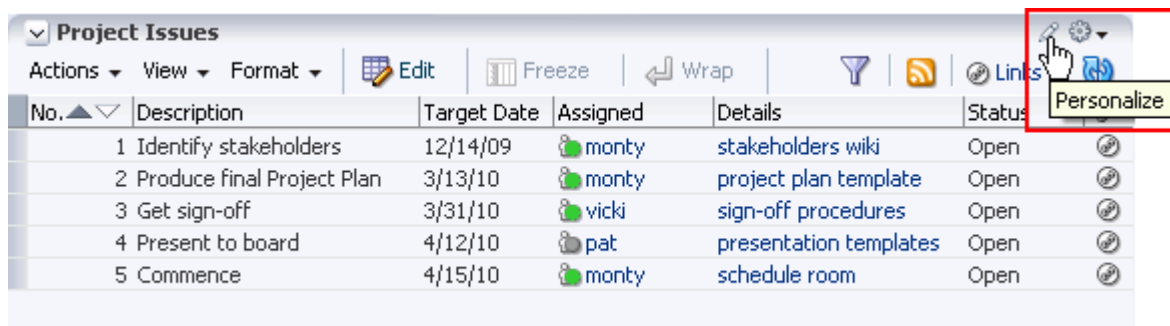 Project Issues
Actions View Format Edit Freeze Wrap Links
Personalize
No. Description Target Date Assigned Details Status
1 Identify stakeholders 12/14/09 monty stakeholders wiki Open
2 Produce final Project Plan 3/13/10 monty project plan template Open
3 Get sign-off 3/31/10 vicki sign-off procedures Open
4 Present to board 4/12/10 pat presentation templates Open
5 Commence 4/15/10 monty schedule room Open